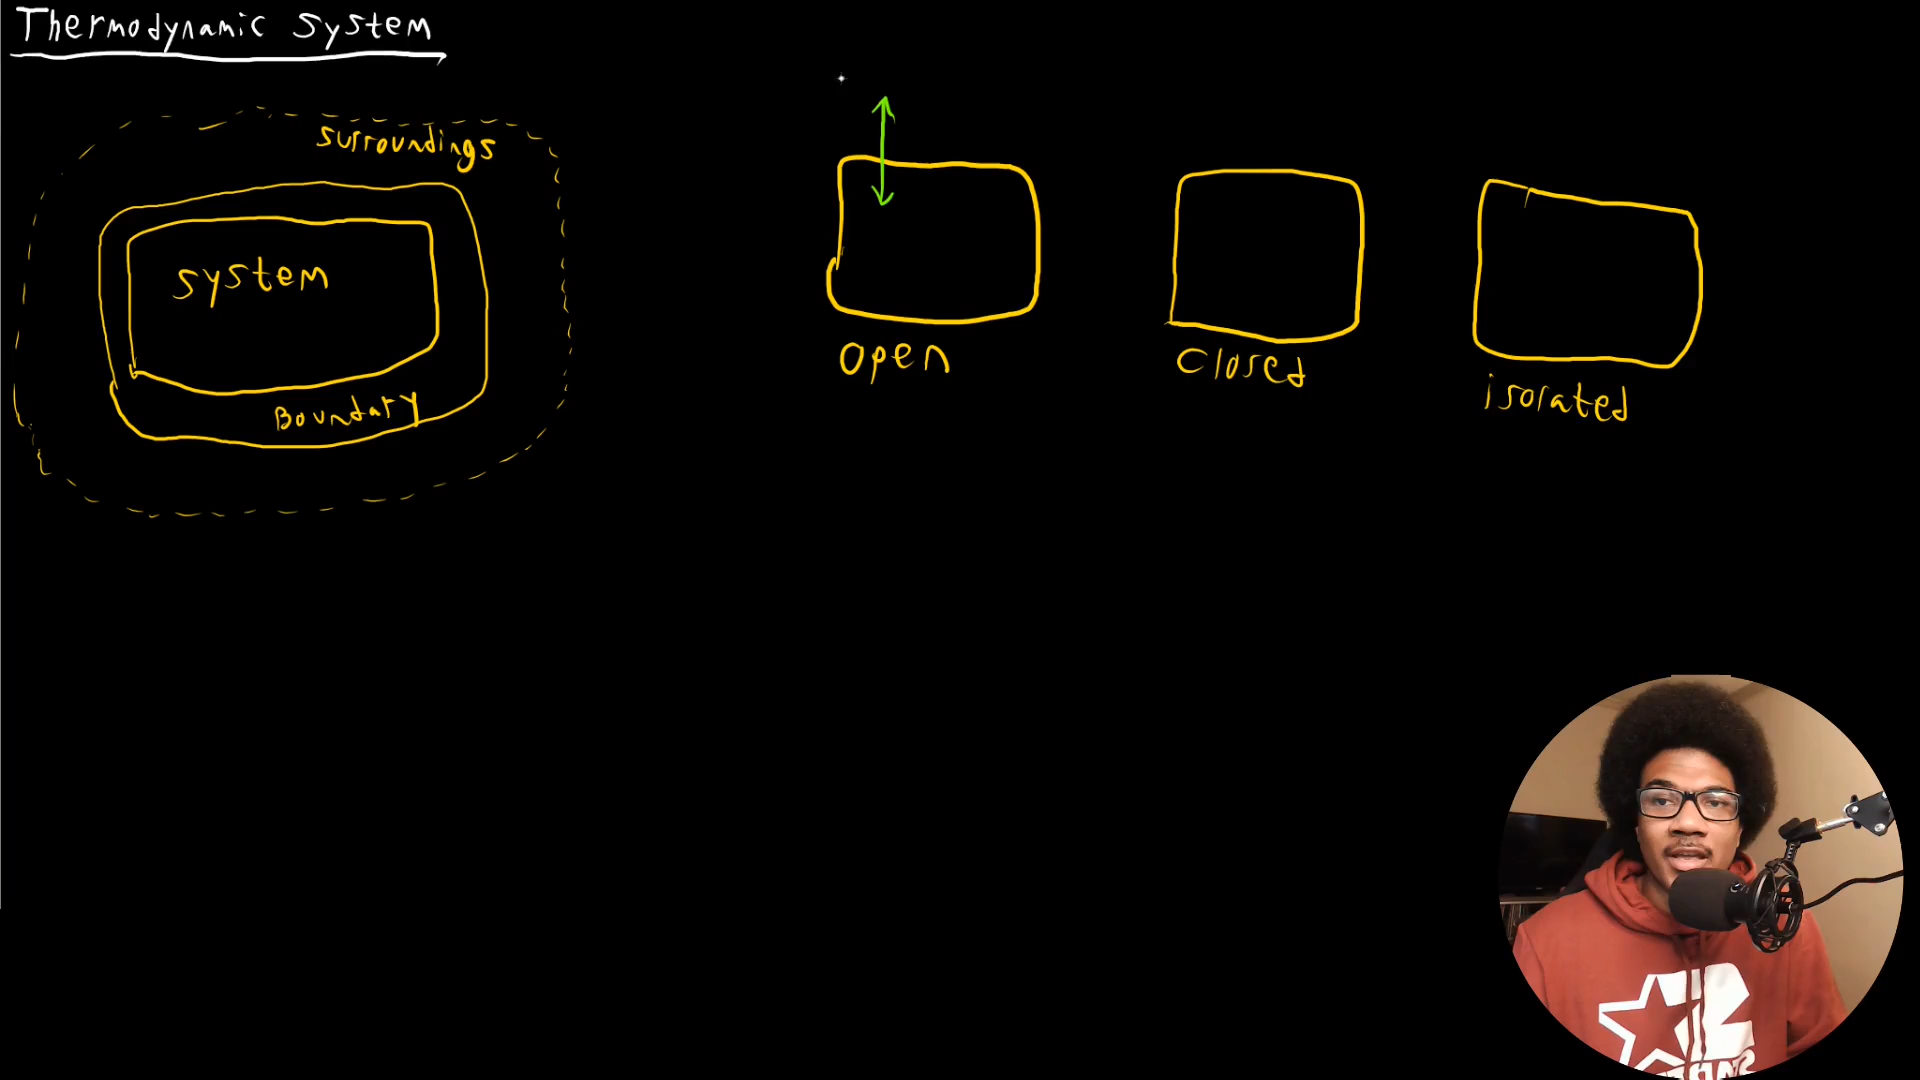 Thermodynamic System
surroundings
system
Boundary
open
closed
isolated